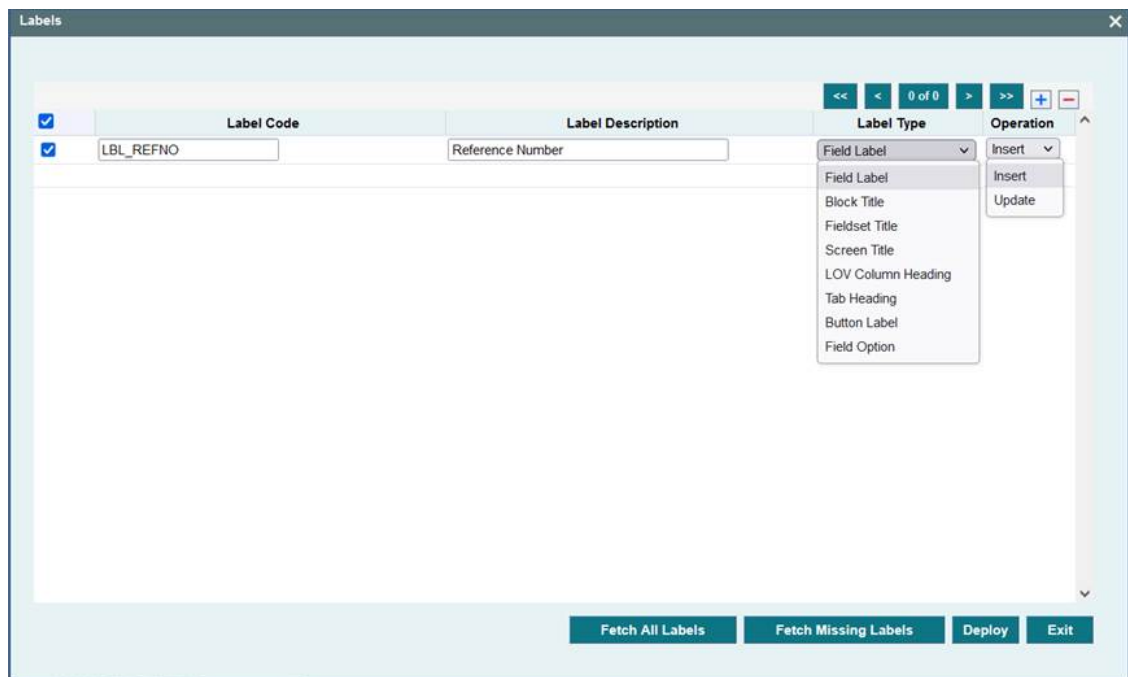 Labels
<< < 0 of 0 > >>
Label Code Label Description Label Type Operation
LBL_REFNO Reference Number Field Label Insert
Field Label Insert
Block Title Update
Fieldset Title
Screen Title
LOV Column Heading
Tab Heading
Button Label
Field Option
Fetch All Labels Fetch Missing Labels Deploy Exit